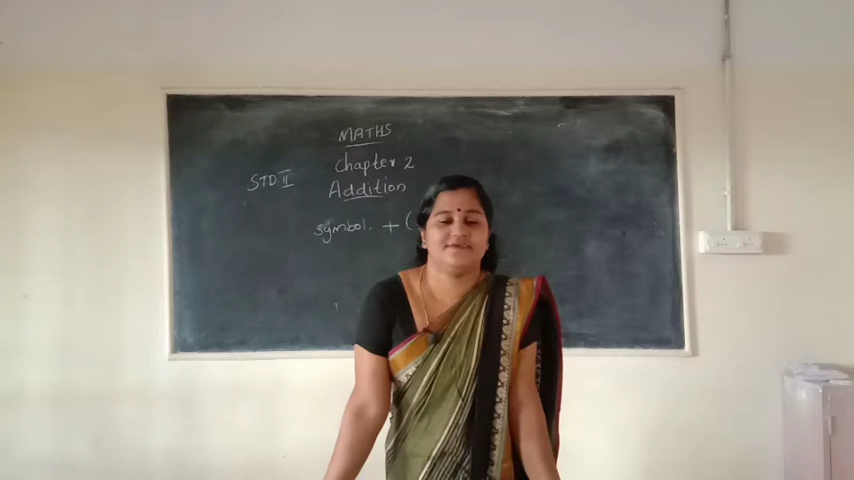 MATHS
Chapter 2
STD II
Addition
symbol. + (